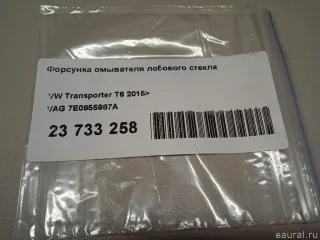 Форсунка омывателя лобового стекла
VW Transporter T6 2015>
VAG 7E0955987A
23 733 258
eaural.ru